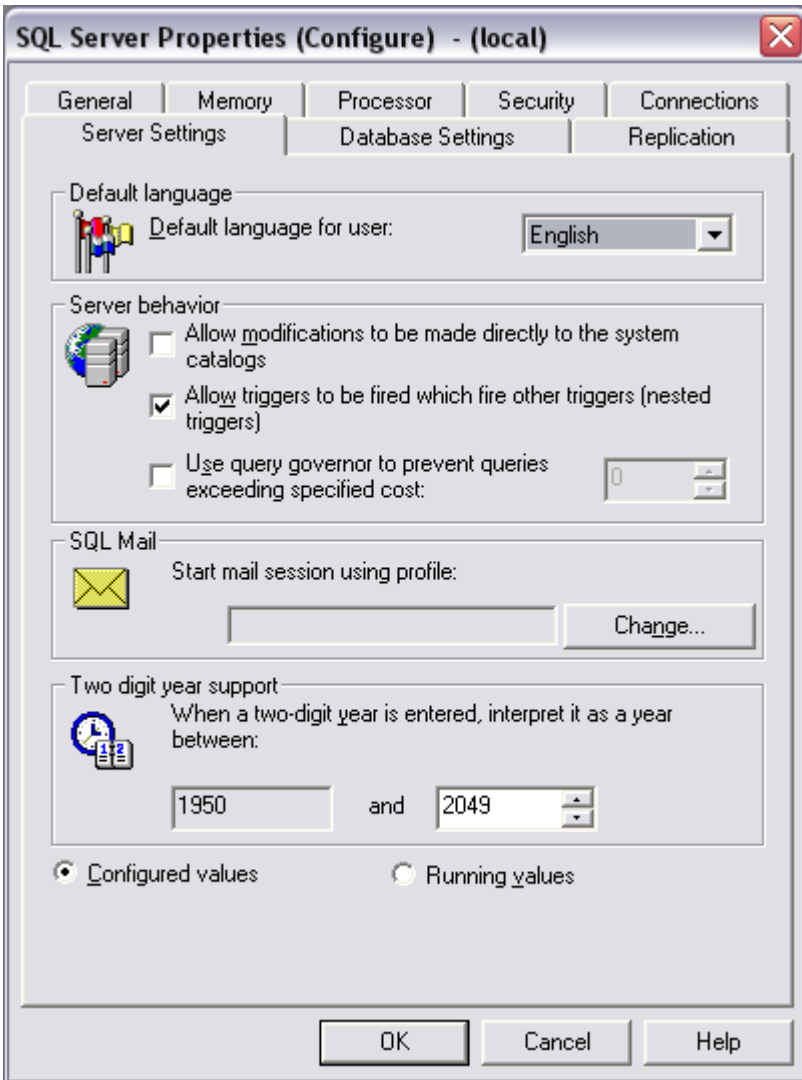 SQL Server Properties (Configure) - (local)
General Memory Processor Security Connections
Server Settings Database Settings Replication
Default language
Default language for user: English
Server behavior
Allow modifications to be made directly to the system
catalogs
Allow triggers to be fired which fire other triggers (nested
triggers)
Use query governor to prevent queries
exceeding specified cost: 0
SQL Mail
Start mail session using profile:
Change...
Two digit year support
When a two-digit year is entered, interpret it as a year
between:
1950 and 2049
Configured values Running values
OK Cancel Help